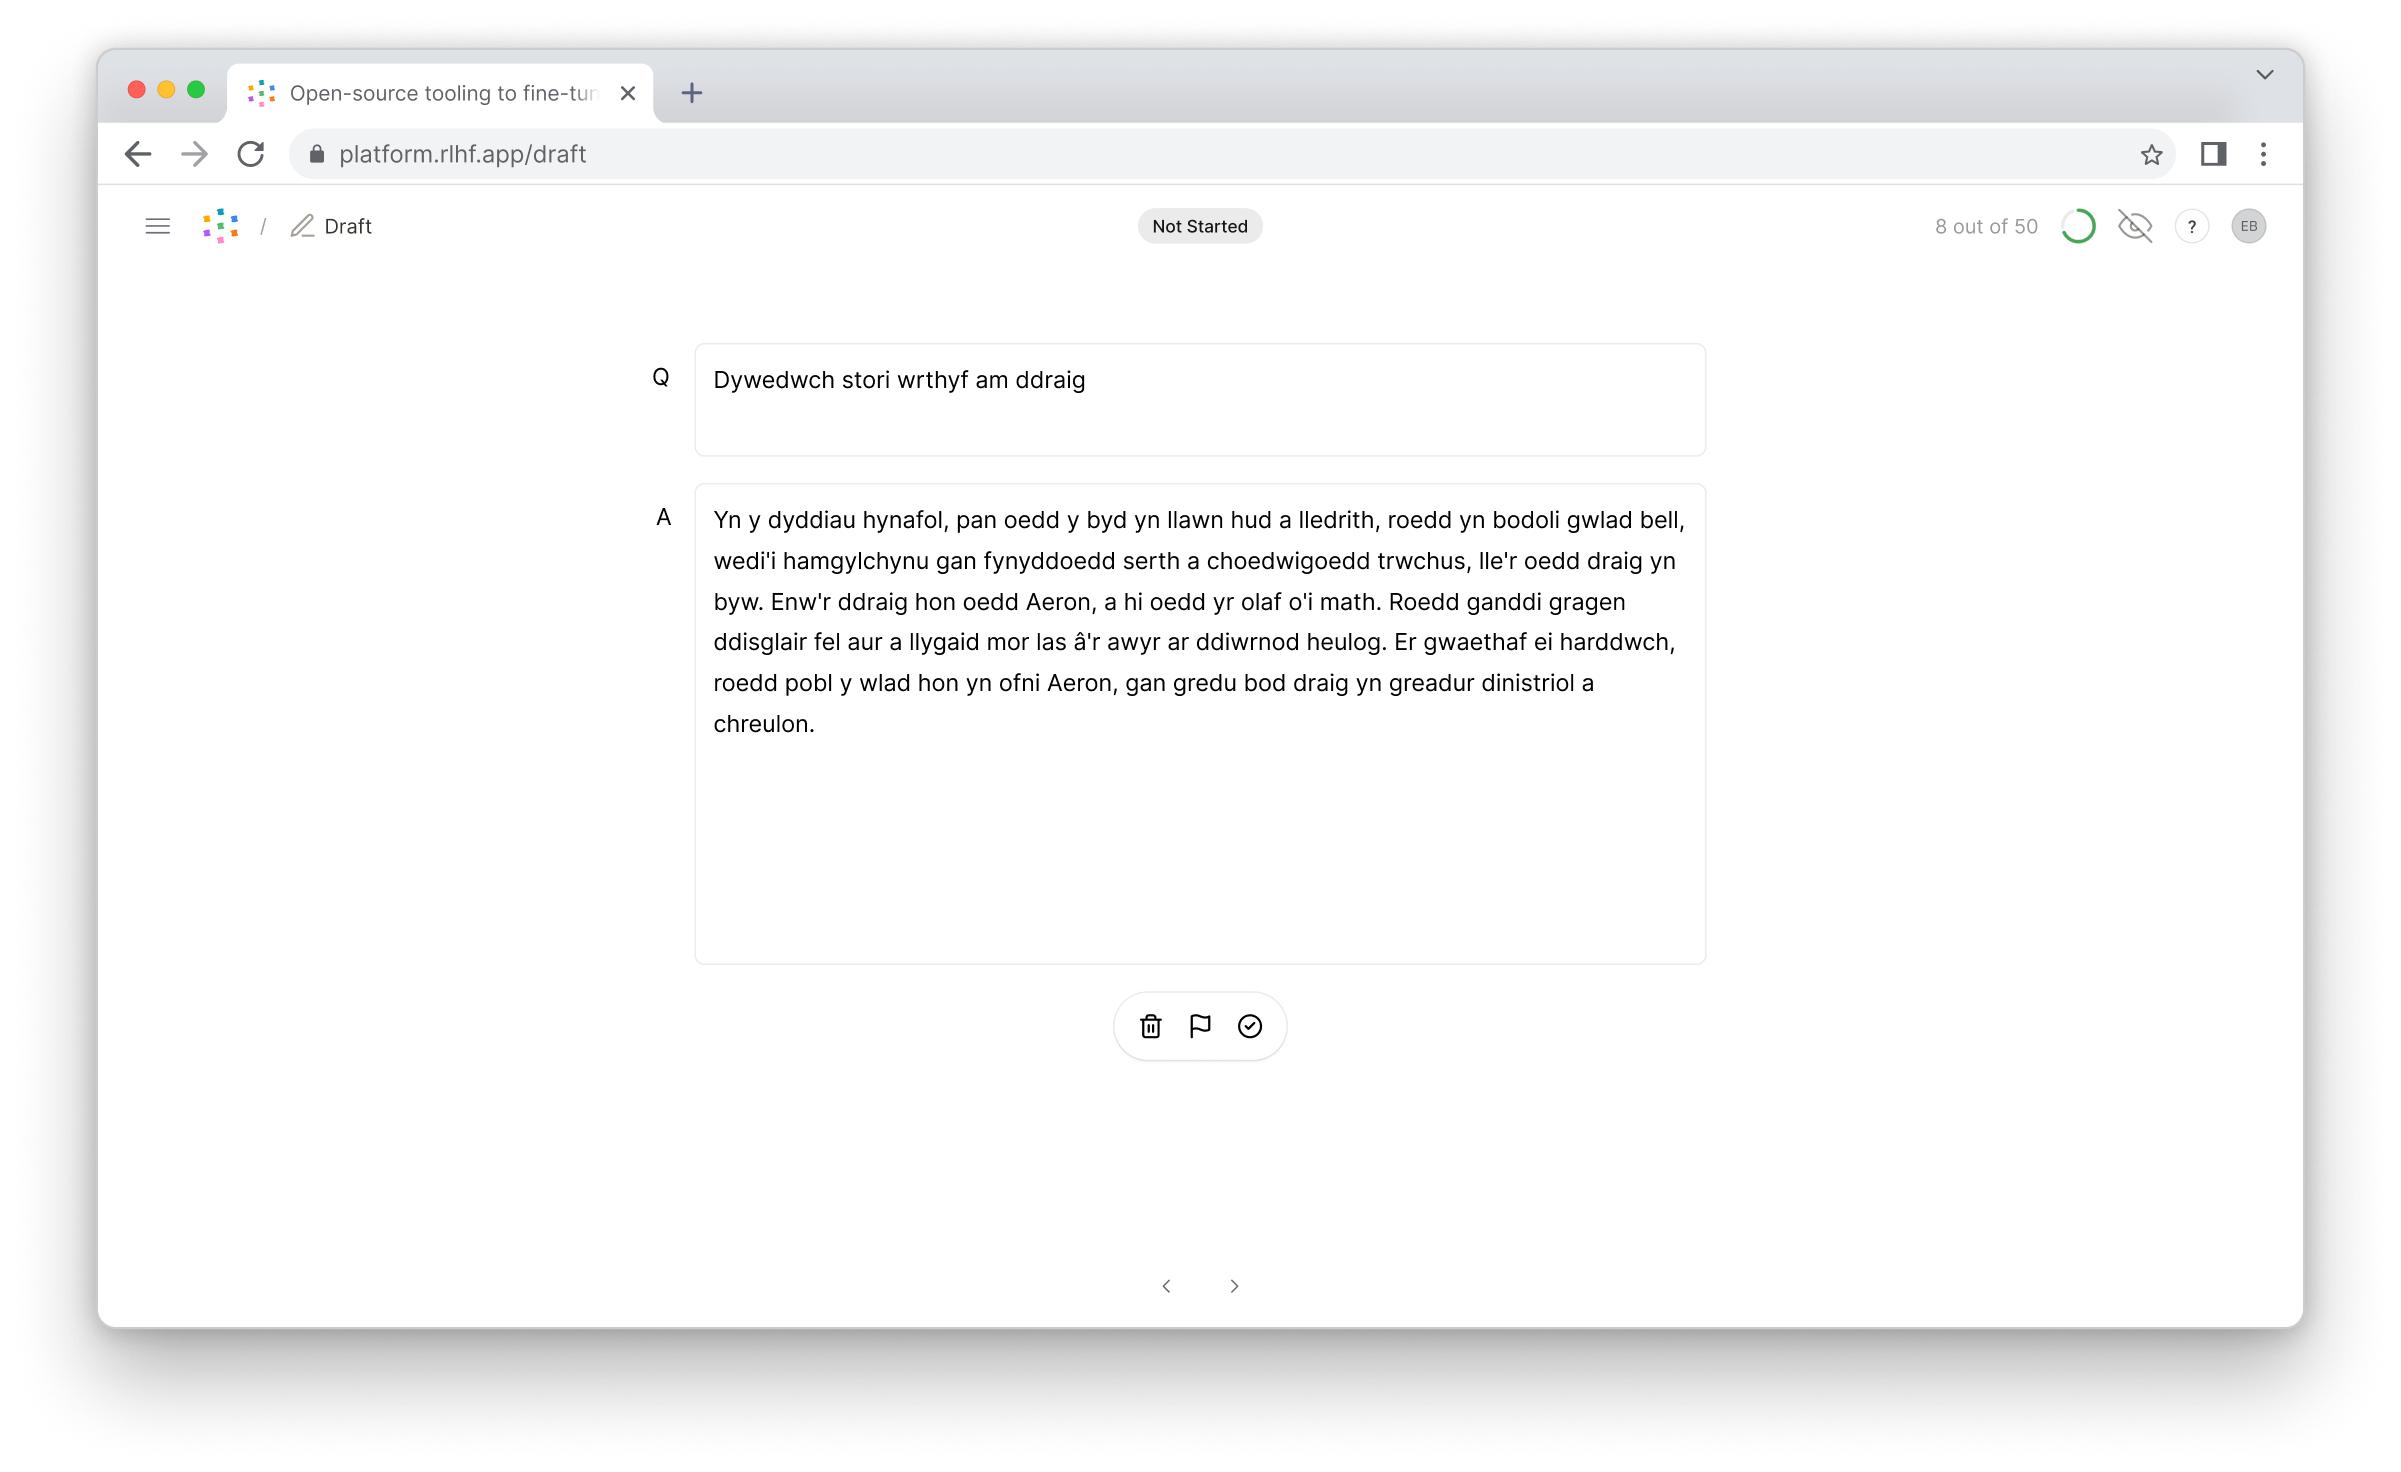 Open-source tooling to fine-tun
platform.rlhf.app/draft
/ Draft
Not Started
8 out of 50
?
EB
Q
Dywedwch stori wrthyf am ddraig
A
Yn y dyddiau hynafol, pan oedd y byd yn llawn hud a lledrith, roedd yn bodoli gwlad bell,
wedi'i hamgylchynu gan fynyddoedd serth a choedwigoedd trwchus, lle'r oedd draig yn
byw. Enw'r ddraig hon oedd Aeron, a hi oedd yr olaf o'i math. Roedd ganddi gragen
ddisglair fel aur a llygaid mor las â'r awyr ar ddiwrnod heulog. Er gwaethaf ei harddwch,
roedd pobl y wlad hon yn ofni Aeron, gan gredu bod draig yn greadur dinistriol a
chreulon.